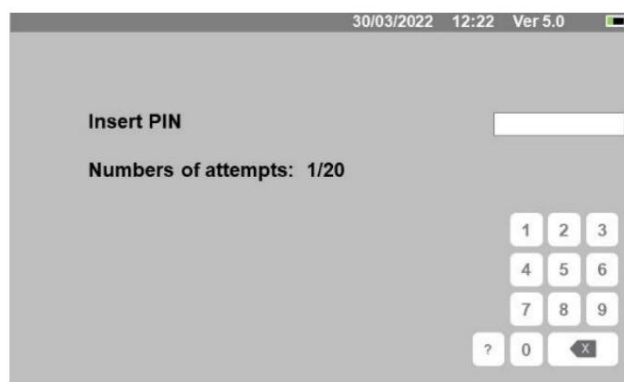 30/03/2022 12:22 Ver 5.0
Insert PIN
Numbers of attempts: 1/20
1 2 3
4 5 6
7 8 9
? 0 X